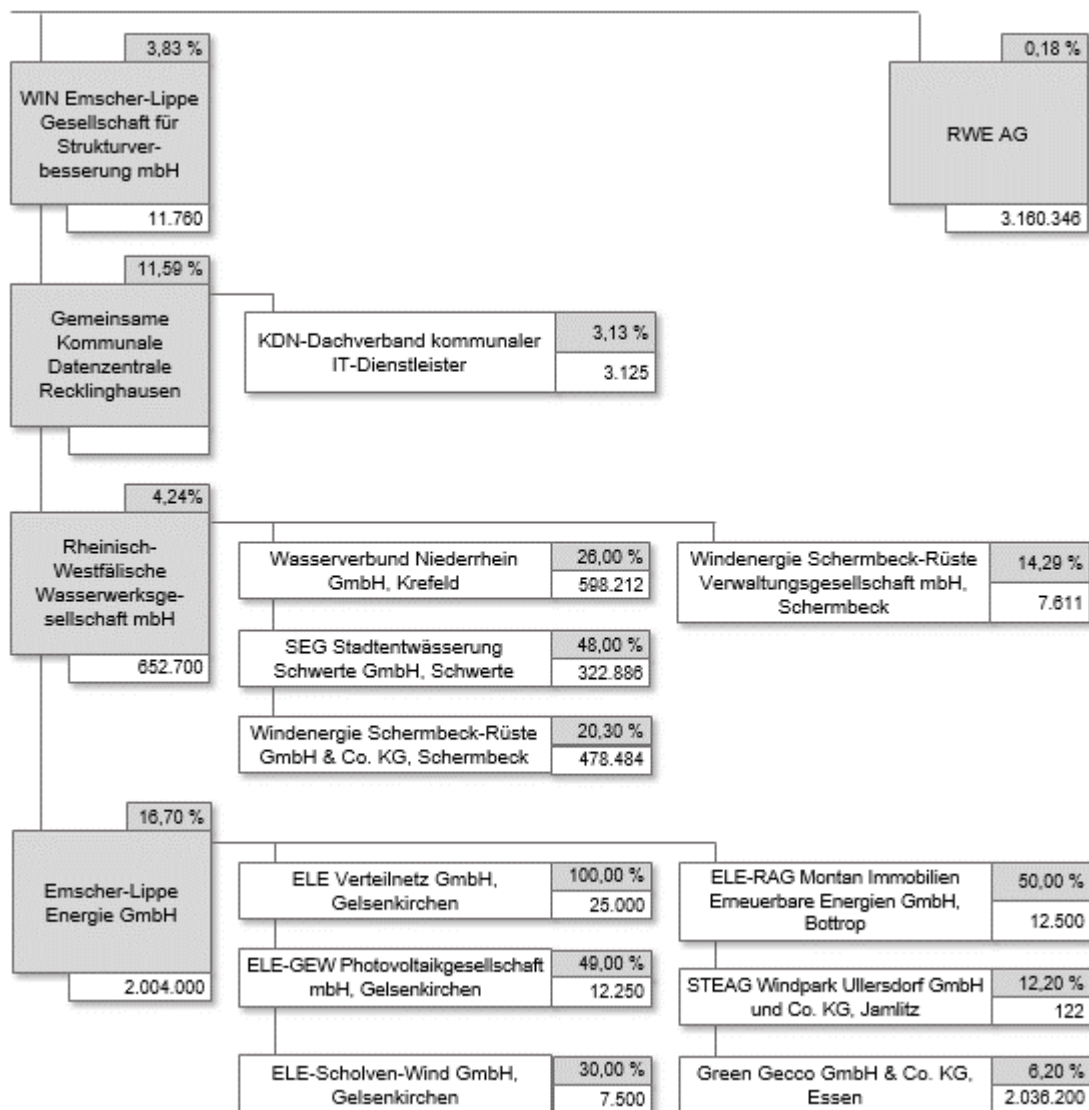 3,83 %
WIN Emscher-Lippe
Gesellschaft für
Strukturver-
besserung mbH
11.760
0,18 %
RWE AG
3.160.346
11,59 %
Gemeinsame
Kommunale
Datenzentrale
Recklinghausen
KDN-Dachverband kommunaler
IT-Dienstleister
3,13 %
3.125
4,24%
Rheinisch-
Westfälische
Wasserwerksge-
sellschaft mbH
652.700
Wasserverbund Niederrhein
GmbH, Krefeld
26,00 %
598.212
Windenergie Schermbeck-Rüste
Verwaltungsgesellschaft mbH,
Schermbeck
14,29 %
7.611
SEG Stadtentwässerung
Schwerte GmbH, Schwerte
48,00 %
322.886
Windenergie Schermbeck-Rüste
GmbH & Co. KG, Schermbeck
20,30 %
478.484
16,70 %
Emscher-Lippe
Energie GmbH
2.004.000
ELE Verteilnetz GmbH,
Gelsenkirchen
100,00 %
25.000
ELE-RAG Montan Immobilien
Erneuerbare Energien GmbH,
Bottrop
50,00 %
12.500
ELE-GEW Photovoltaikgesellschaft
mbH, Gelsenkirchen
49,00 %
12.250
STEAG Windpark Ullersdorf GmbH
und Co. KG, Jamlitz
12,20 %
122
ELE-Scholven-Wind GmbH,
Gelsenkirchen
30,00 %
7.500
Green Gecco GmbH & Co. KG,
Essen
6,20 %
2.036.200